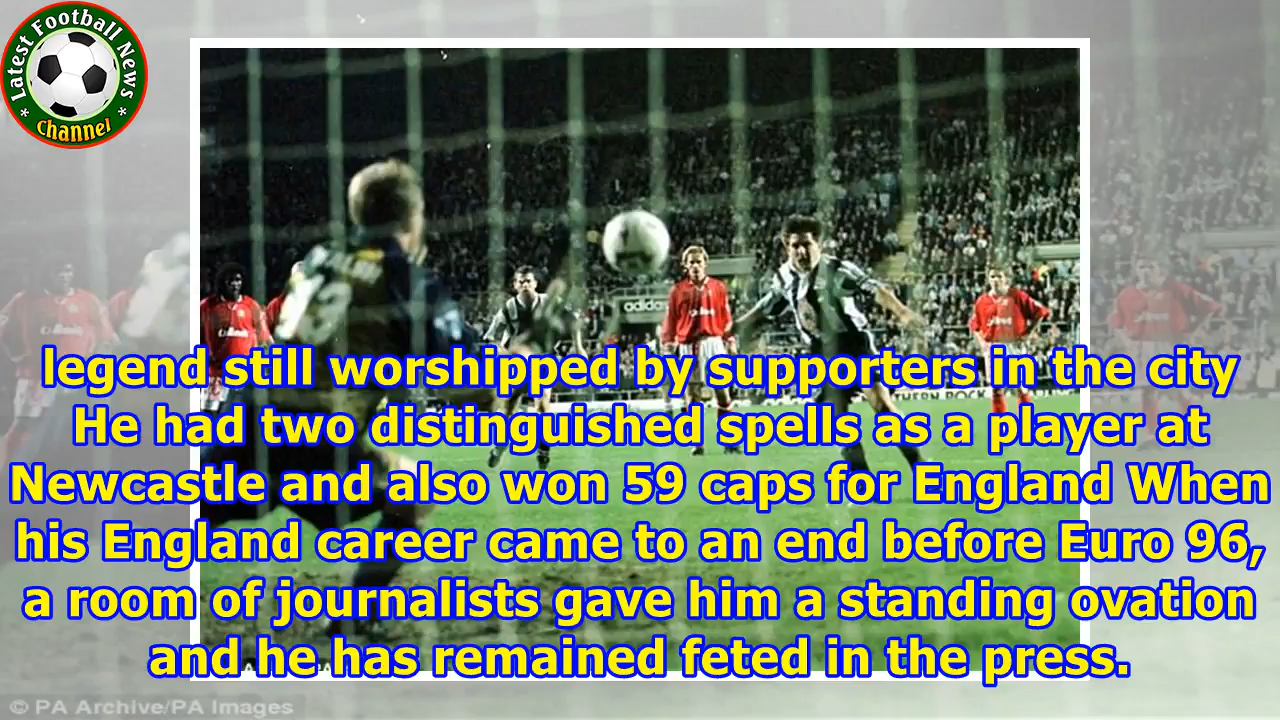 Latest Football News
* Channel *
adidas
legend still worshipped by supporters in the city
He had two distinguished spells as a player at
Newcastle and also won 59 caps for England When
his England career came to an end before Euro 96,
a room of journalists gave him a standing ovation
and he has remained feted in the press.
© PA Archive/PA Images